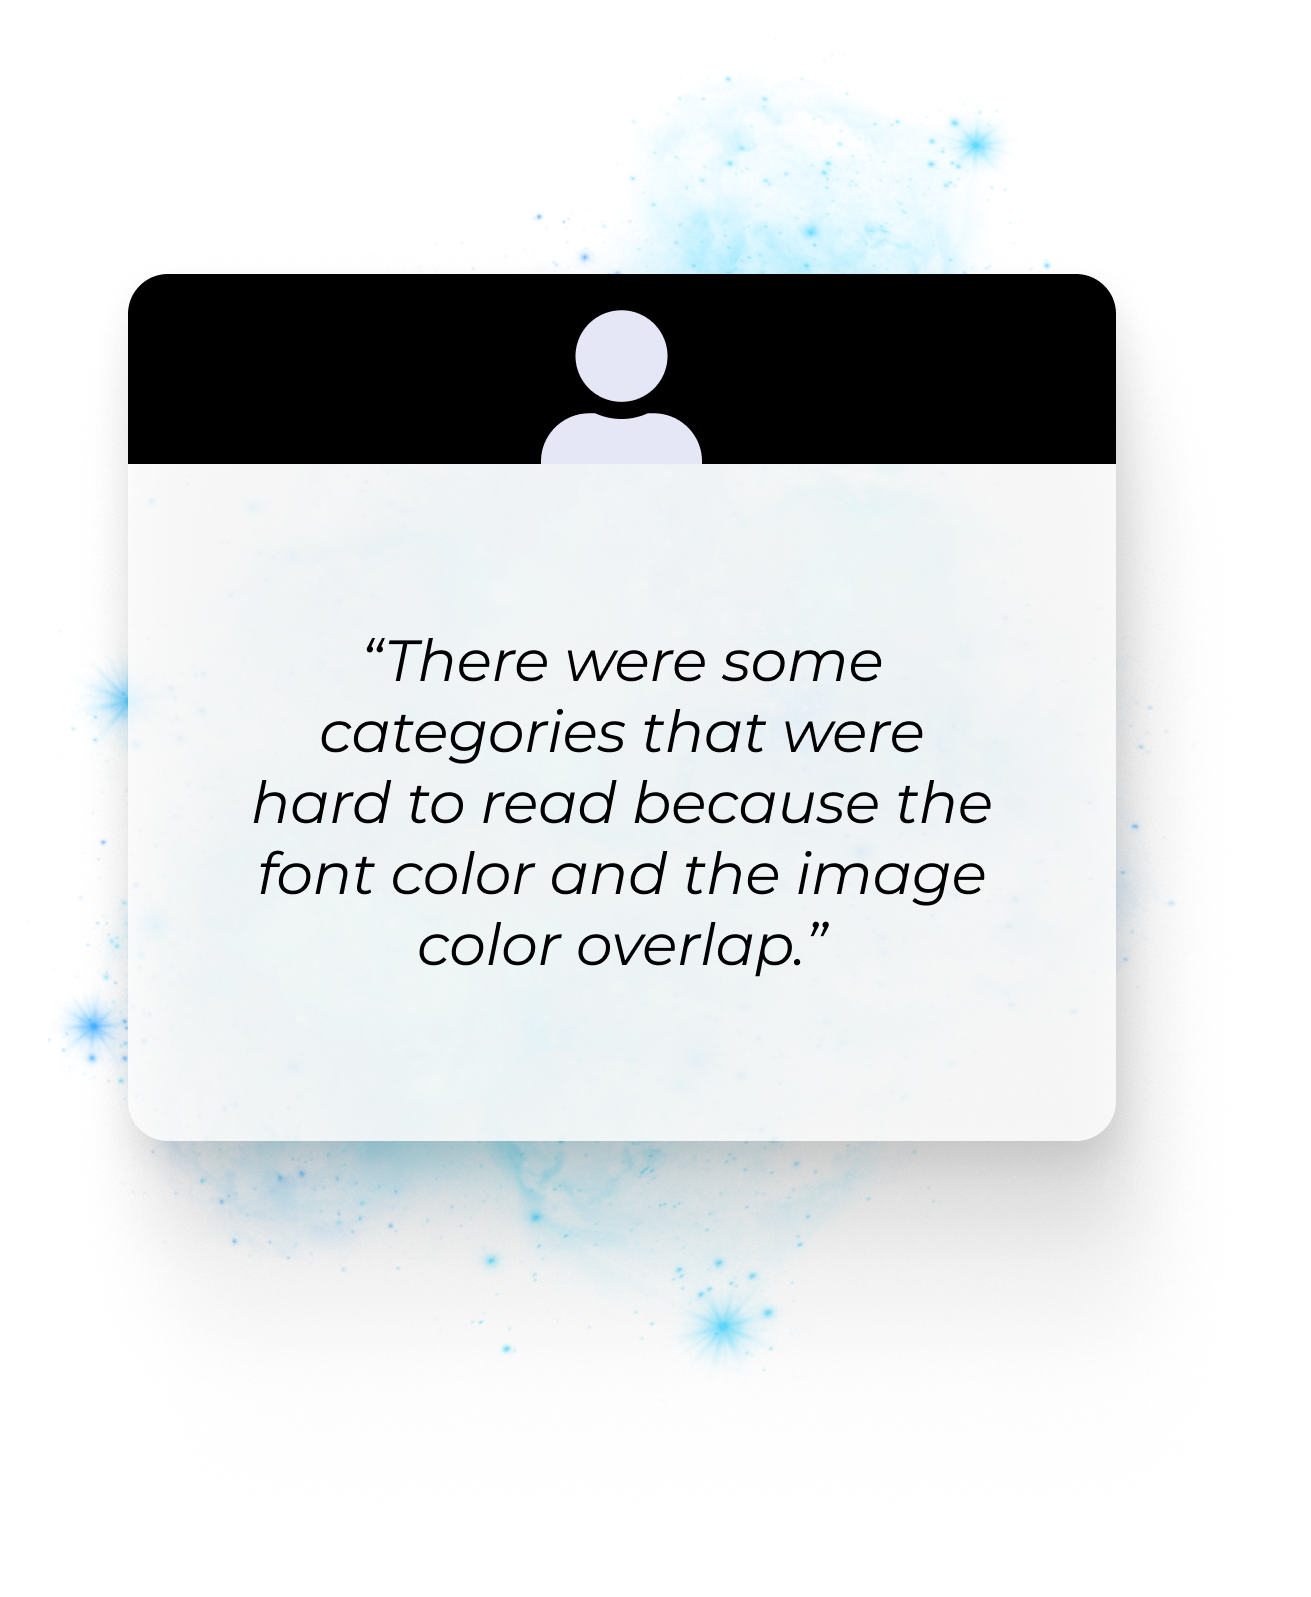 “There were some
categories that were
hard to read because the
font color and the image
color overlap.”